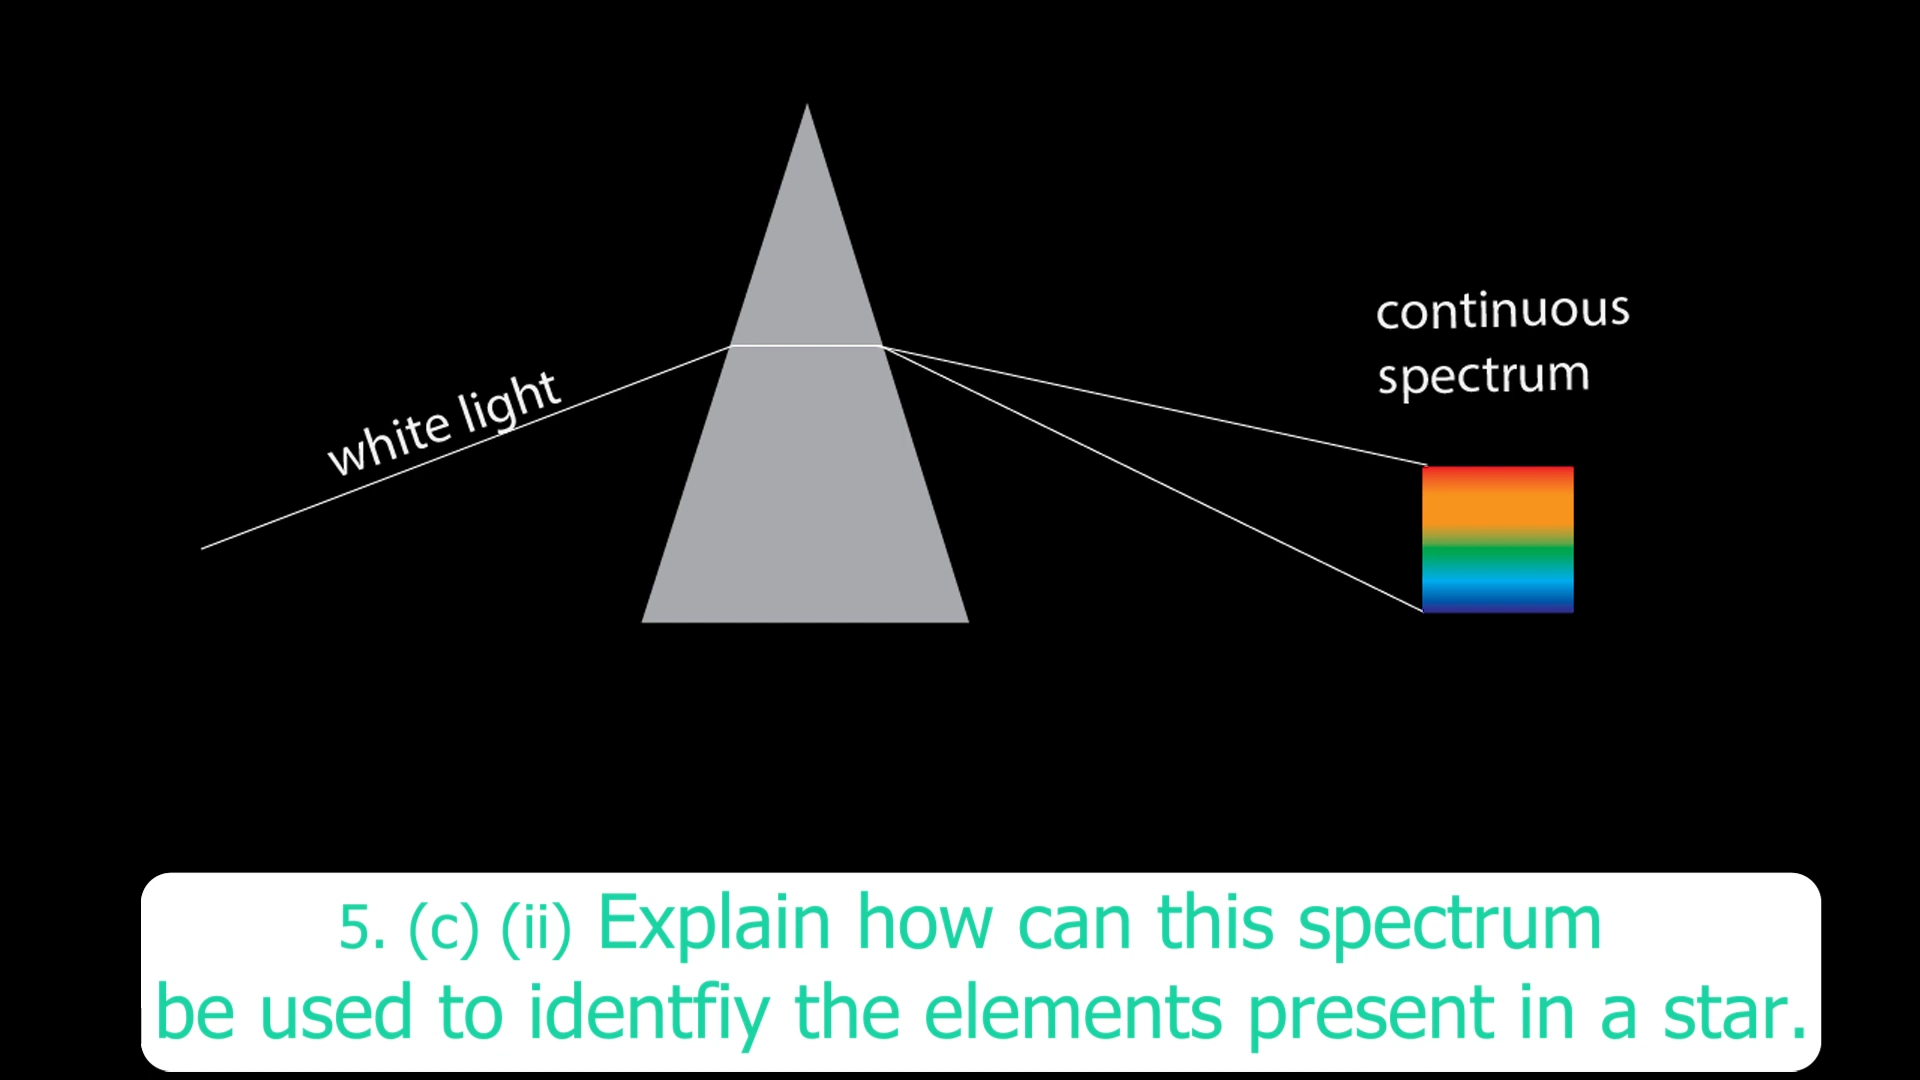 white light
continuous
spectrum
5. (c) (ii) Explain how can this spectrum
be used to identfiy the elements present in a star.